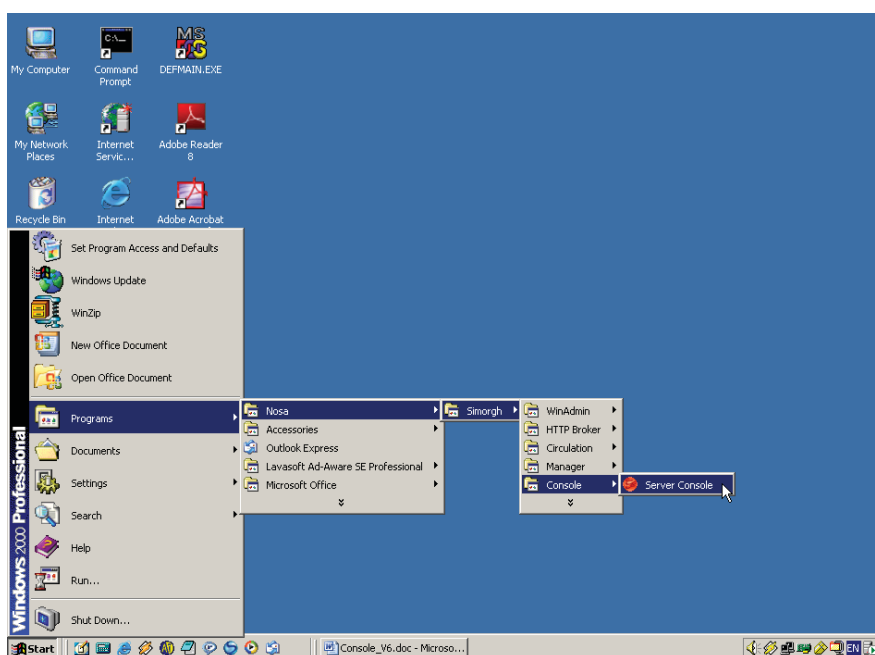 My Computer
Command
Prompt
DEFMAIN.EXE
My Network
Places
Internet
Servic...
Adobe Reader
8
Recycle Bin
Internet
Adobe Acrobat
Set Program Access and Defaults
Windows Update
WinZip
New Office Document
Open Office Document
Programs
Documents
Settings
Search
Help
Run...
Shut Down...
Windows 2000 Professional
Nosa
Accessories
Outlook Express
Lavasoft Ad-Aware SE Professional
Microsoft Office
Simorgh
WinAdmin
HTTP Broker
Circulation
Manager
Console
Server Console
Start
Console_V6.doc - Microso...
EN